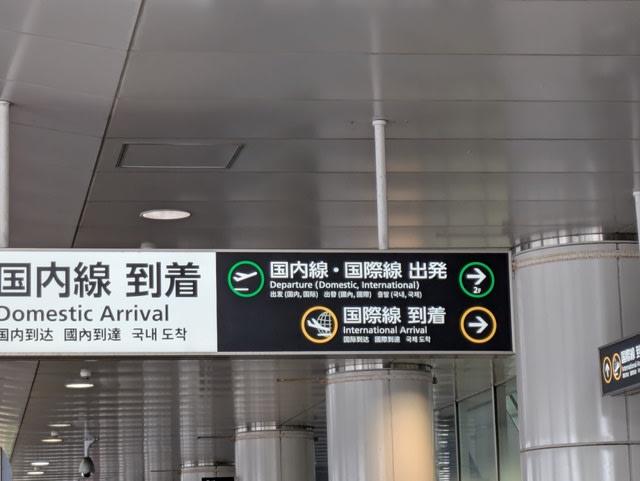 国内線 到着
Domestic Arrival
国内到达 國內到達 국내 도착
国内線・国際線 出発
Departure (Domestic, International)
出发 (国内, 国际) 出發 (國內, 國際) 출발 (국내, 국제)
2F
国際線 到着
International Arrival
国际到达 國際到達 국제 도착